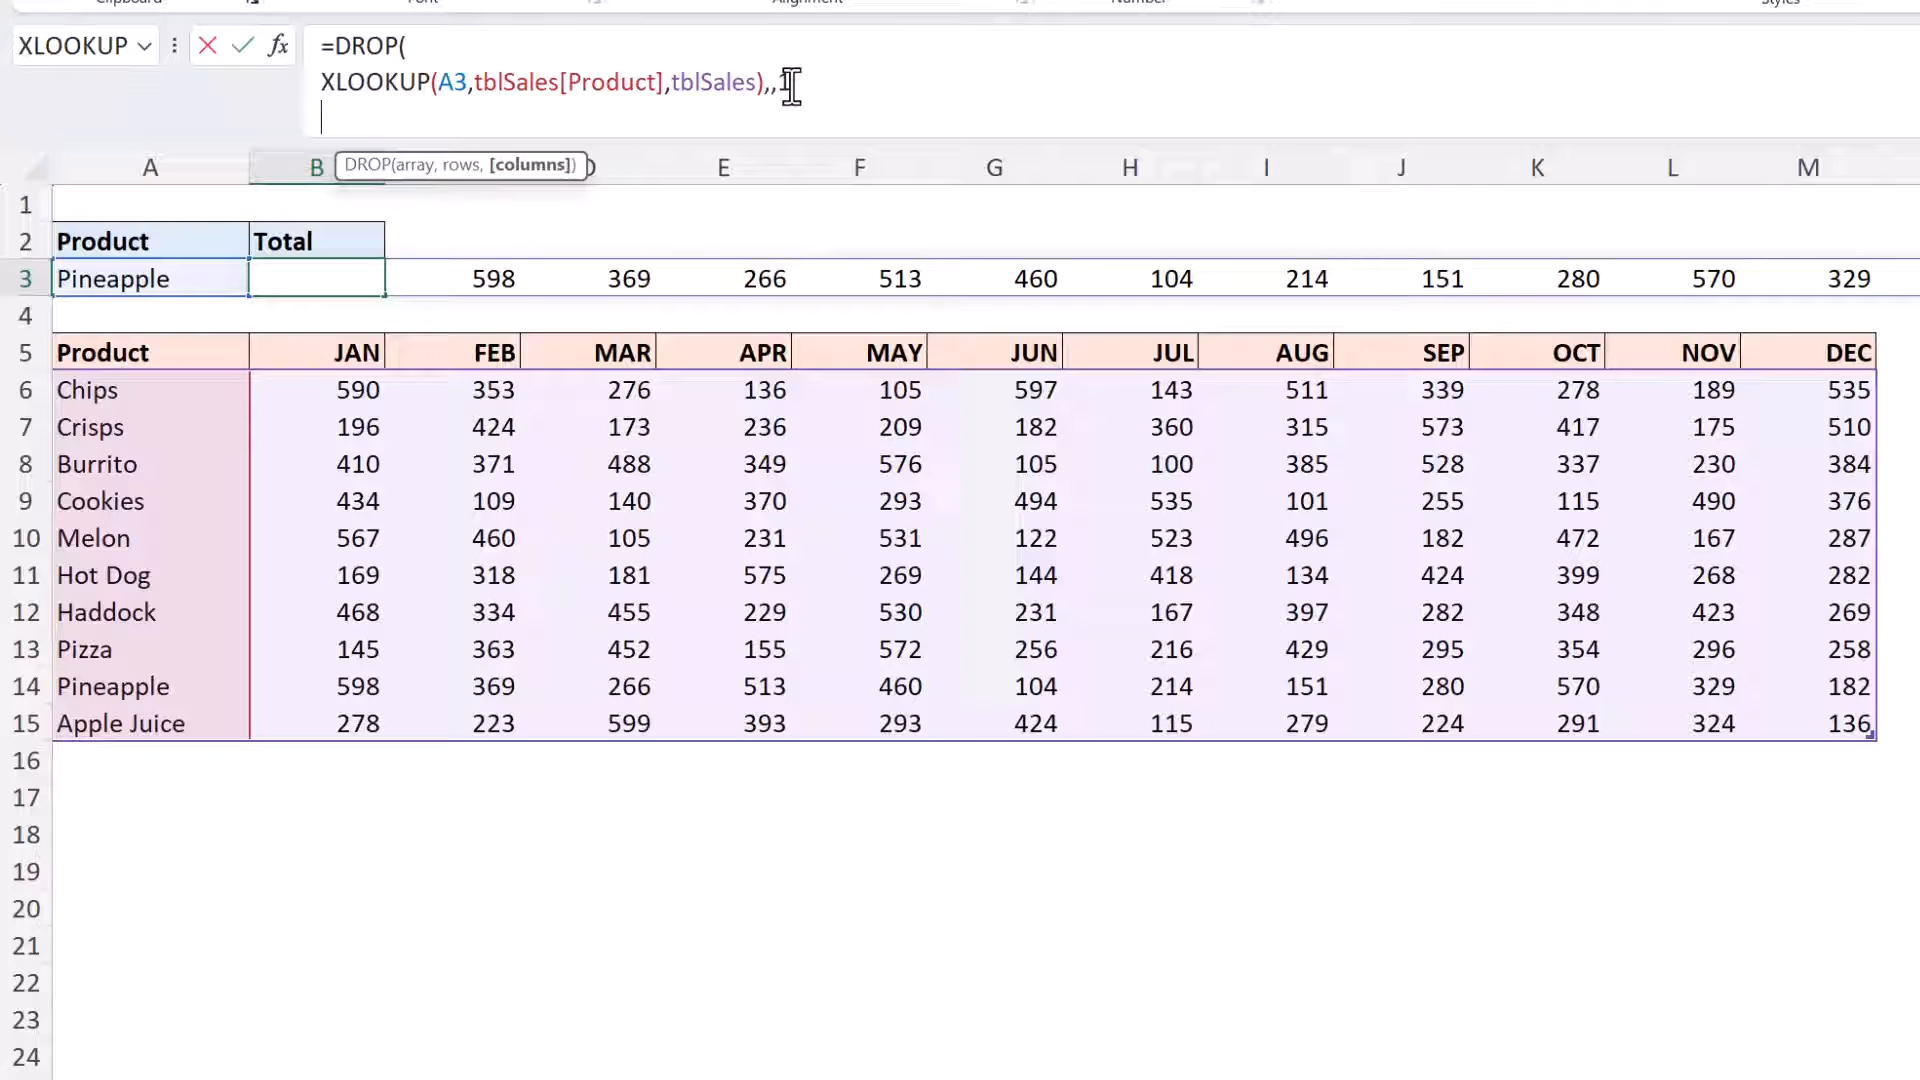 Clipboard Font Alignment Number Styles
XLOOKUP fx =DROP(
XLOOKUP(A3,tblSales[Product],tblSales),,1
DROP(array, rows, [columns])
A B D E F G H I J K L M
1
2 Product Total
3 Pineapple 598 369 266 513 460 104 214 151 280 570 329
4
5 Product JAN FEB MAR APR MAY JUN JUL AUG SEP OCT NOV DEC
6 Chips 590 353 276 136 105 597 143 511 339 278 189 535
7 Crisps 196 424 173 236 209 182 360 315 573 417 175 510
8 Burrito 410 371 488 349 576 105 100 385 528 337 230 384
9 Cookies 434 109 140 370 293 494 535 101 255 115 490 376
10 Melon 567 460 105 231 531 122 523 496 182 472 167 287
11 Hot Dog 169 318 181 575 269 144 418 134 424 399 268 282
12 Haddock 468 334 455 229 530 231 167 397 282 348 423 269
13 Pizza 145 363 452 155 572 256 216 429 295 354 296 258
14 Pineapple 598 369 266 513 460 104 214 151 280 570 329 182
15 Apple Juice 278 223 599 393 293 424 115 279 224 291 324 136
16
17
18
19
20
21
22
23
24